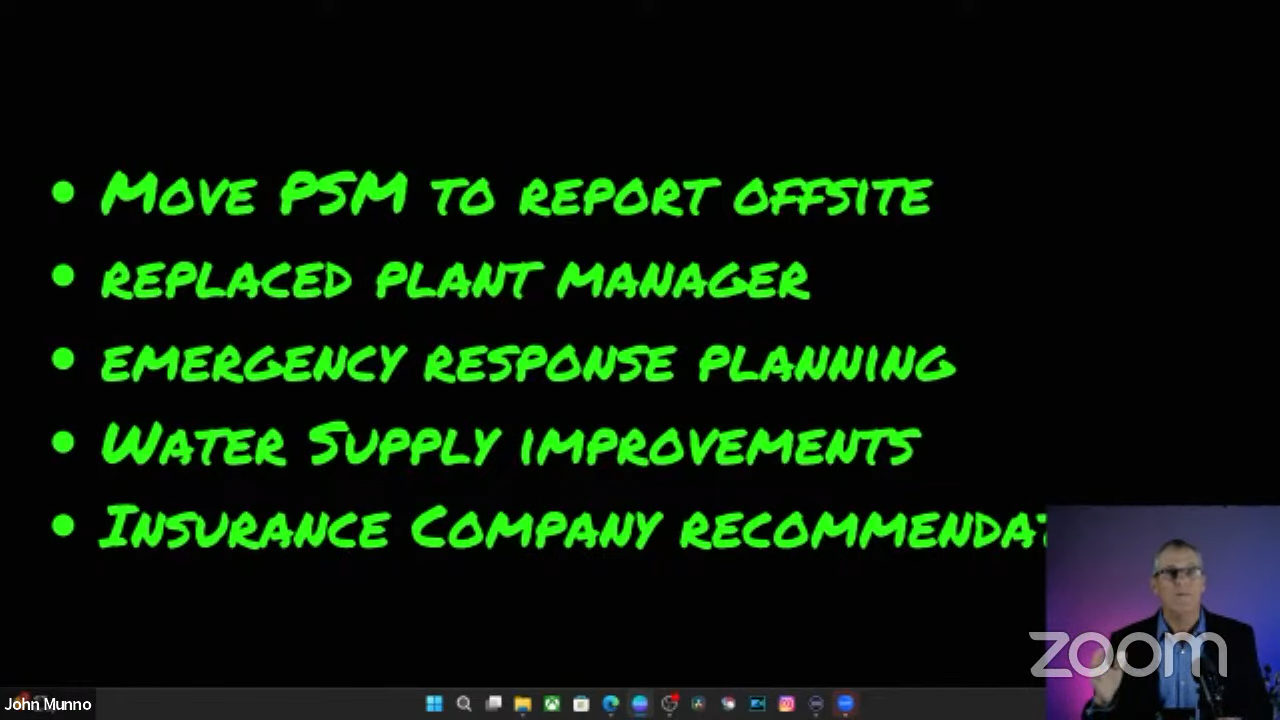 • Move PSM to report offsite
• replaced plant manager
• emergency response planning
• Water Supply improvements
• Insurance Company
zoom
John Munno